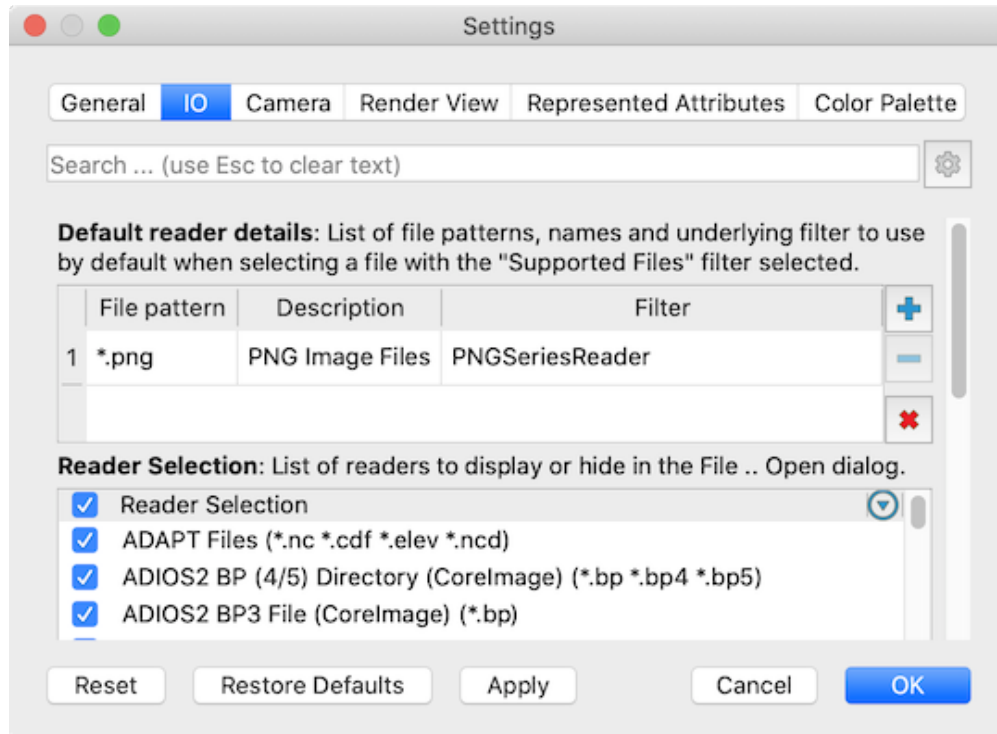 Settings
General IO Camera Render View Represented Attributes Color Palette
Search ... (use Esc to clear text)
Default reader details: List of file patterns, names and underlying filter to use
by default when selecting a file with the "Supported Files" filter selected.
File pattern Description Filter
1 *.png PNG Image Files PNGSeriesReader
Reader Selection: List of readers to display or hide in the File .. Open dialog.
Reader Selection
ADAPT Files (*.nc *.cdf *.elev *.ncd)
ADIOS2 BP (4/5) Directory (CoreImage) (*.bp *.bp4 *.bp5)
ADIOS2 BP3 File (CoreImage) (*.bp)
Reset Restore Defaults Apply Cancel OK